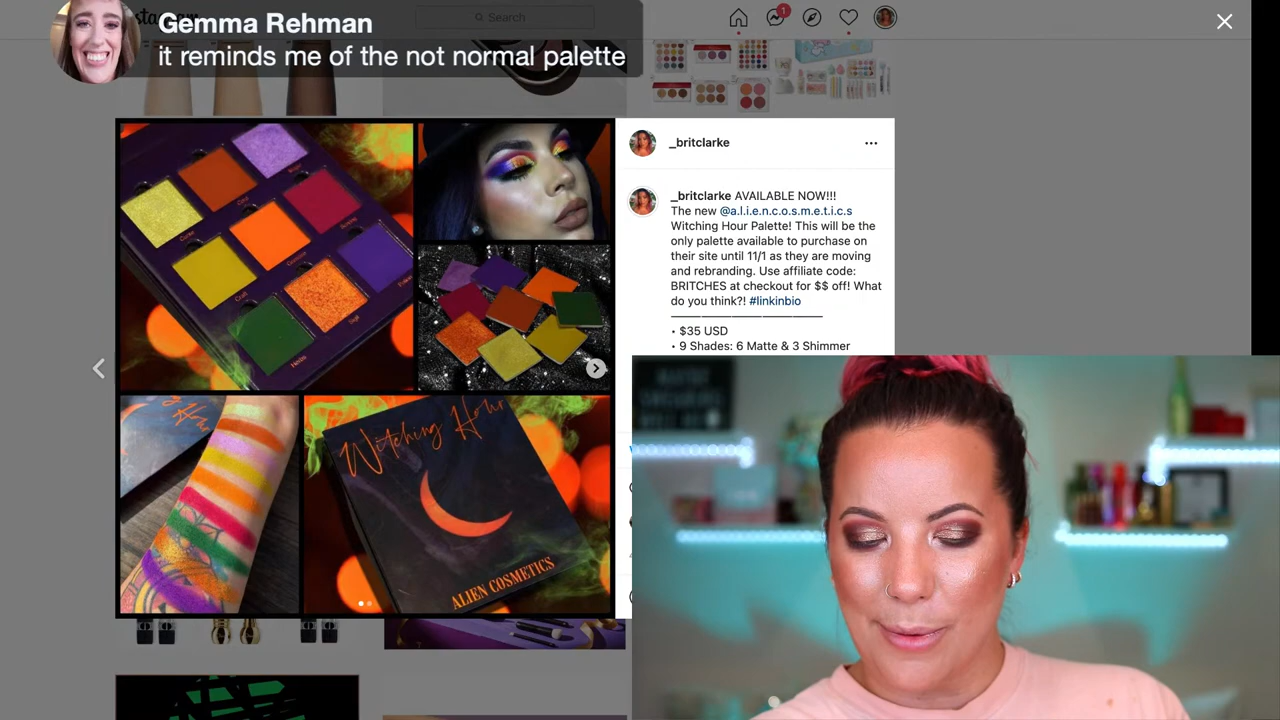 Gemma Rehman
it reminds me of the not normal palette
Search
1
_britclarke
_britclarke AVAILABLE NOW!!!
The new @a.l.i.e.n.c.o.s.m.e.t.i.c.s
Witching Hour Palette! This will be the
only palette available to purchase on
their site until 11/1 as they are moving
and rebranding. Use affiliate code:
BRITCHES at checkout for $$ off! What
do you think?! #linkinbio
• $35 USD
• 9 Shades: 6 Matte & 3 Shimmer
Witching Hour
ALIEN COSMETICS